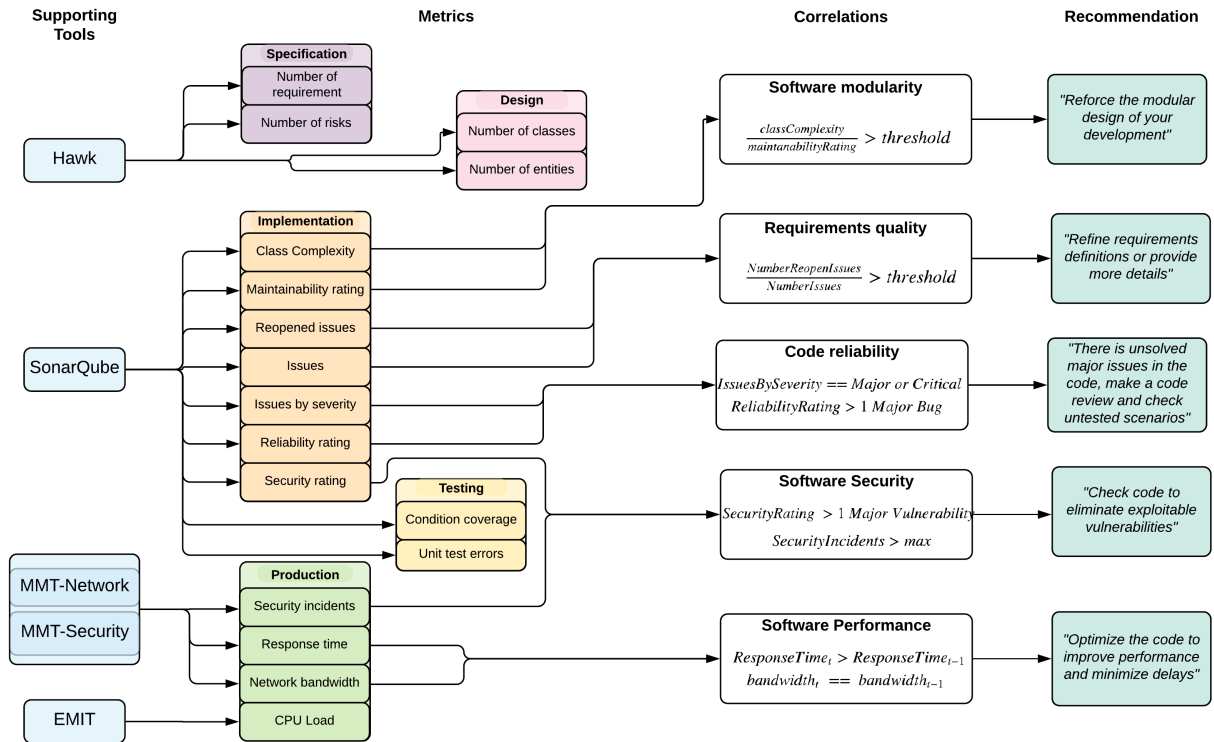 Supporting
Tools
Metrics
Correlations
Recommendation
Hawk
SonarQube
MMT-Network
MMT-Security
EMIT
Specification
Number of
requirement
Number of risks
Design
Number of classes
Number of entities
Implementation
Class Complexity
Maintainability rating
Reopened issues
Issues
Issues by severity
Reliability rating
Security rating
Testing
Condition coverage
Unit test errors
Production
Security incidents
Response time
Network bandwidth
CPU Load
Software modularity
classComplexity / maintanabilityRating > threshold
Requirements quality
NumberReopenIssues / NumberIssues > threshold
Code reliability
IssuesBySeverity == Major or Critical
ReliabilityRating > 1 Major Bug
Software Security
SecurityRating > 1 Major Vulnerability
SecurityIncidents > max
Software Performance
ResponseTime_t > ResponseTime_{t-1}
bandwidth_t == bandwidth_{t-1}
"Reforce the modular
design of your
development"
"Refine requirements
definitions or provide
more details"
"There is unsolved
major issues in the
code, make a code
review and check
untested scenarios"
"Check code to
eliminate exploitable
vulnerabilities"
"Optimize the code to
improve performance
and minimize delays"